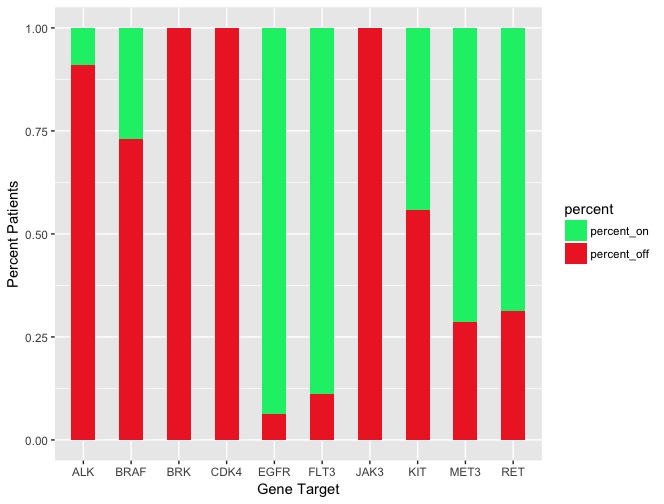 1.00
0.75
0.50
0.25
0.00
Percent Patients
ALK BRAF BRK CDK4 EGFR FLT3 JAK3 KIT MET3 RET
Gene Target
percent
percent_on
percent_off